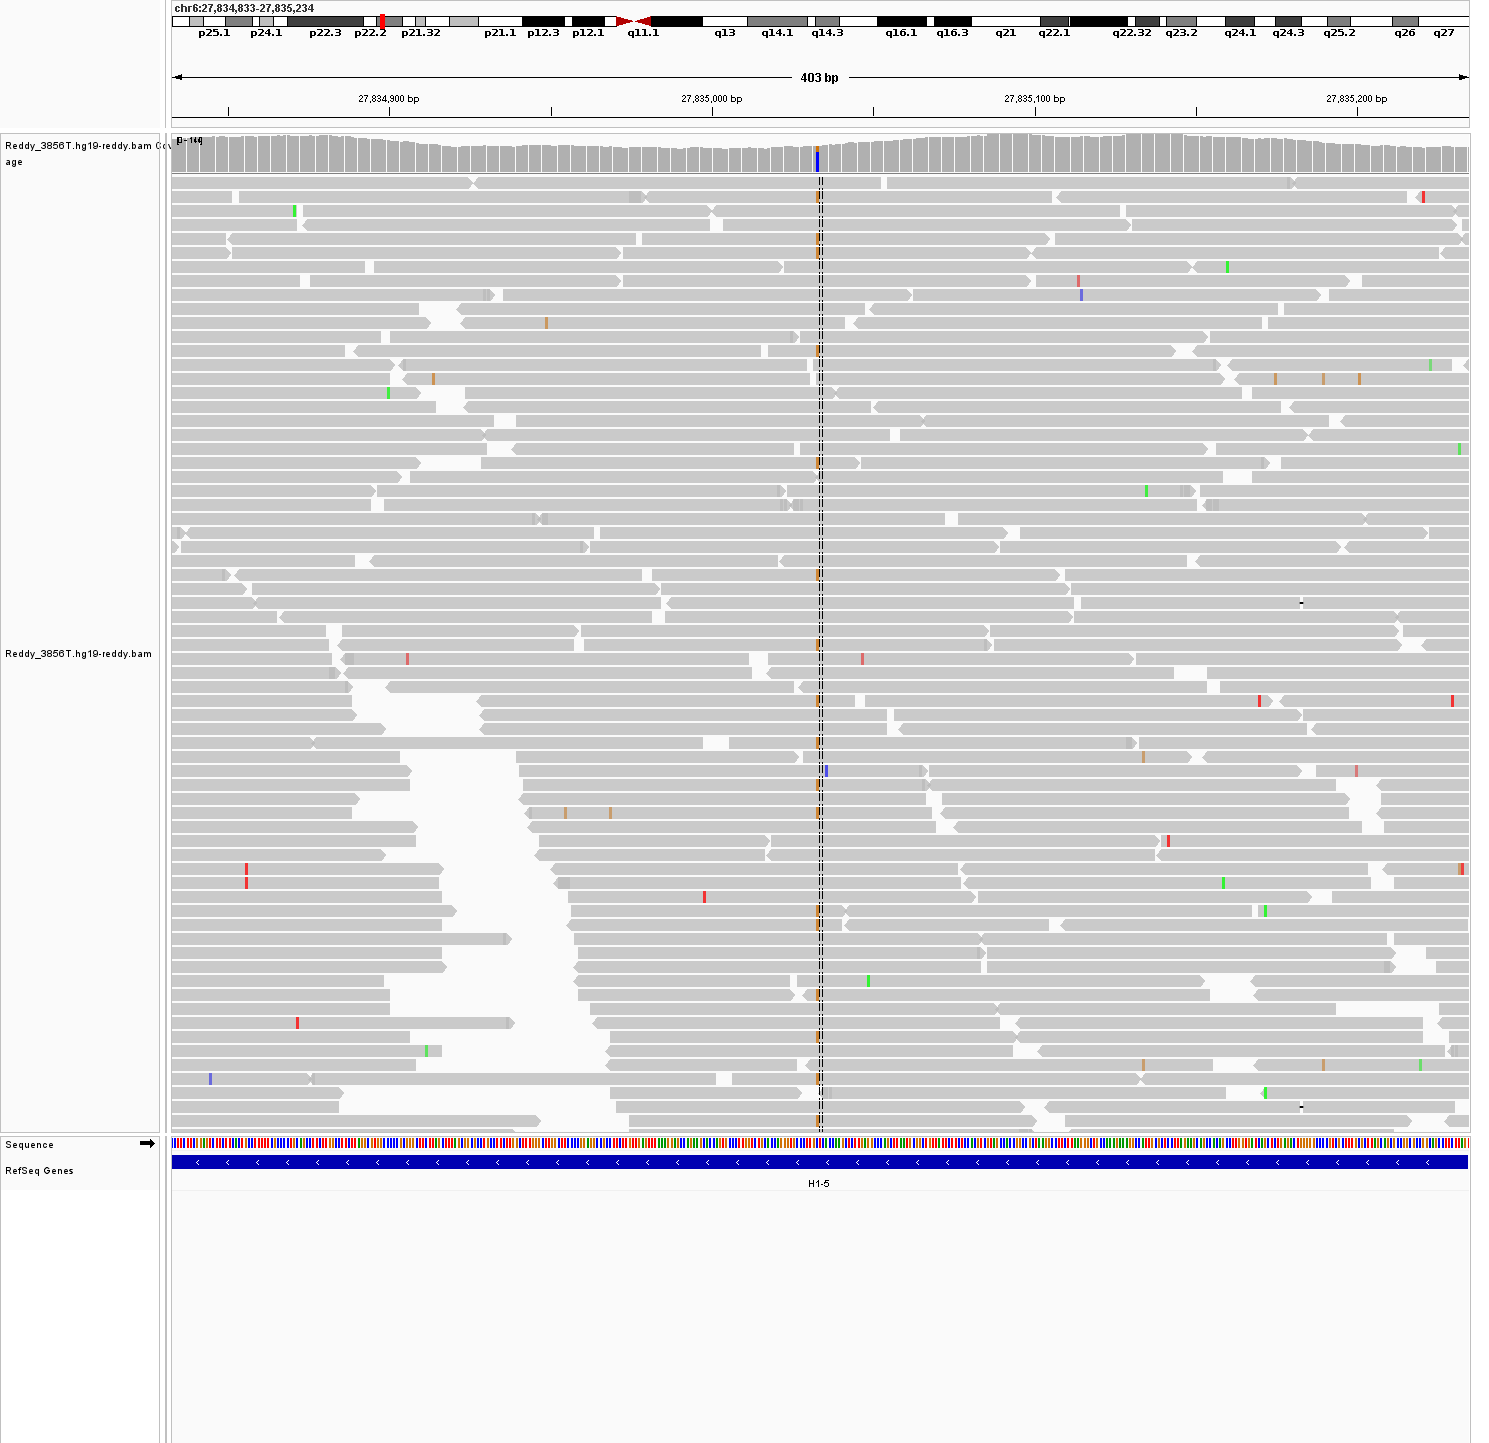 chr6:27,834,833-27,835,234
p25.1 p24.1 p22.3 p22.2 p21.32 p21.1 p12.3 p12.1 q11.1 q13 q14.1 q14.3 q16.1 q16.3 q21 q22.1 q22.32 q23.2 q24.1 q24.3 q25.2 q26 q27
403 bp
27,834,900 bp 27,835,000 bp 27,835,100 bp 27,835,200 bp
Reddy_3856T.hg19-reddy.bam
age
Reddy_3856T.hg19-reddy.bam
Sequence
RefSeq Genes
H1-5